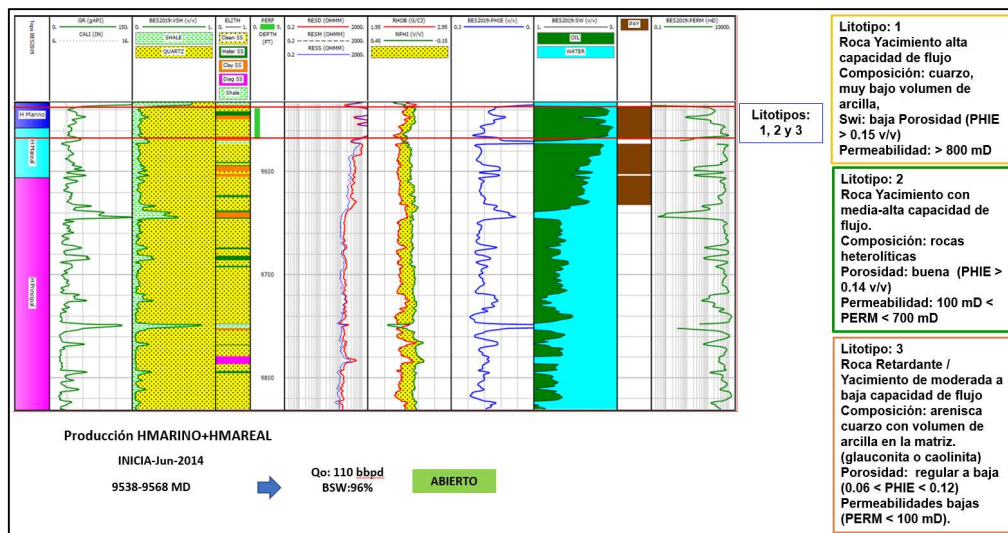 Tops BES2019
GR (gAPI)
0. 150.
CALI (IN)
6. 16.
BES2019:VSH (v/v)
0. 1.
SHALE
QUARTZ
ELITH
Clean SS
Heter SS
Clay SS
Diag SS
Shale
PERF
0. 5.
DEPTH
(FT)
RESD (OHMM)
0.2 2000.
RESM (OHMM)
0.2 2000.
RESS (OHMM)
0.2 2000.
RHOB (G/C3)
1.95 2.95
NPHI (V/V)
0.45 -0.15
BES2019:PHIE (v/v)
0.3 0.
BES2019:SW (v/v)
1. 0.
OIL
WATER
PAY
BES2019:PERM (mD)
0.1
H Marino
H Mareal
H Principal
9600
9700
9800
Litotipos:
1, 2 y 3
Producción HMARINO+HMAREAL
INICIA-Jun-2014
9538-9568 MD
Qo: 110 bbpd
BSW:96%
ABIERTO
Litotipo: 1
Roca Yacimiento alta
capacidad de flujo
Composición: cuarzo,
muy bajo volumen de
arcilla,
Swi: baja Porosidad (PHIE
> 0.15 v/v)
Permeabilidad: > 800 mD
Litotipo: 2
Roca Yacimiento con
media-alta capacidad de
flujo.
Composición: rocas
heterolíticas
Porosidad: buena (PHIE >
0.14 v/v)
Permeabilidad: 100 mD <
PERM < 700 mD
Litotipo: 3
Roca Retardante /
Yacimiento de moderada a
baja capacidad de flujo
Composición: arenisca
cuarzo con volumen de
arcilla en la matriz.
(glauconita o caolinita)
Porosidad: regular a baja
(0.06 < PHIE < 0.12)
Permeabilidades bajas
(PERM < 100 mD).